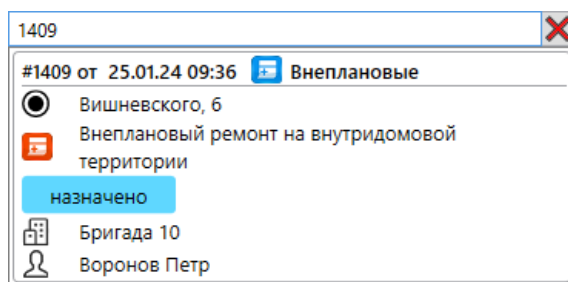 1409
#1409 от 25.01.24 09:36 Внеплановые
Вишневского, 6
Внеплановый ремонт на внутридомовой
территории
назначено
Бригада 10
Воронов Петр